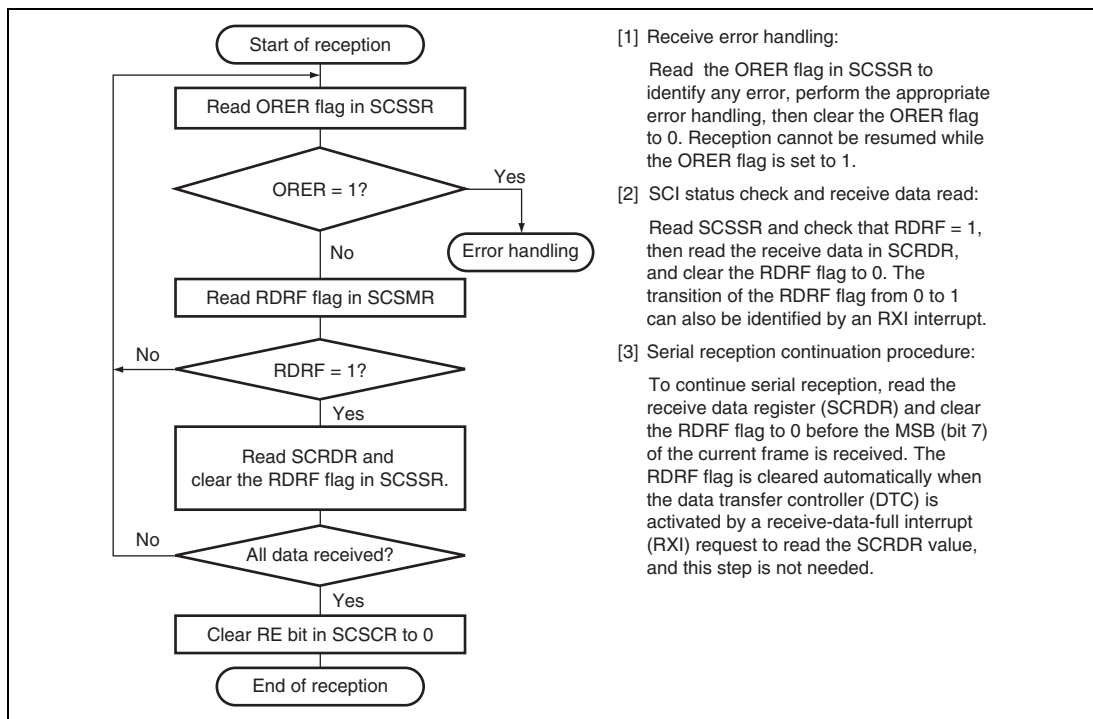 Start of reception
Read ORER flag in SCSSR
ORER = 1?
Yes
Error handling
No
Read RDRF flag in SCSMR
No
RDRF = 1?
Yes
Read SCRDR and
clear the RDRF flag in SCSSR.
No
All data received?
Yes
Clear RE bit in SCSCR to 0
End of reception
[1] Receive error handling:
Read the ORER flag in SCSSR to
identify any error, perform the appropriate
error handling, then clear the ORER flag
to 0. Reception cannot be resumed while
the ORER flag is set to 1.
[2] SCI status check and receive data read:
Read SCSSR and check that RDRF = 1,
then read the receive data in SCRDR,
and clear the RDRF flag to 0. The
transition of the RDRF flag from 0 to 1
can also be identified by an RXI interrupt.
[3] Serial reception continuation procedure:
To continue serial reception, read the
receive data register (SCRDR) and clear
the RDRF flag to 0 before the MSB (bit 7)
of the current frame is received. The
RDRF flag is cleared automatically when
the data transfer controller (DTC) is
activated by a receive-data-full interrupt
(RXI) request to read the SCRDR value,
and this step is not needed.